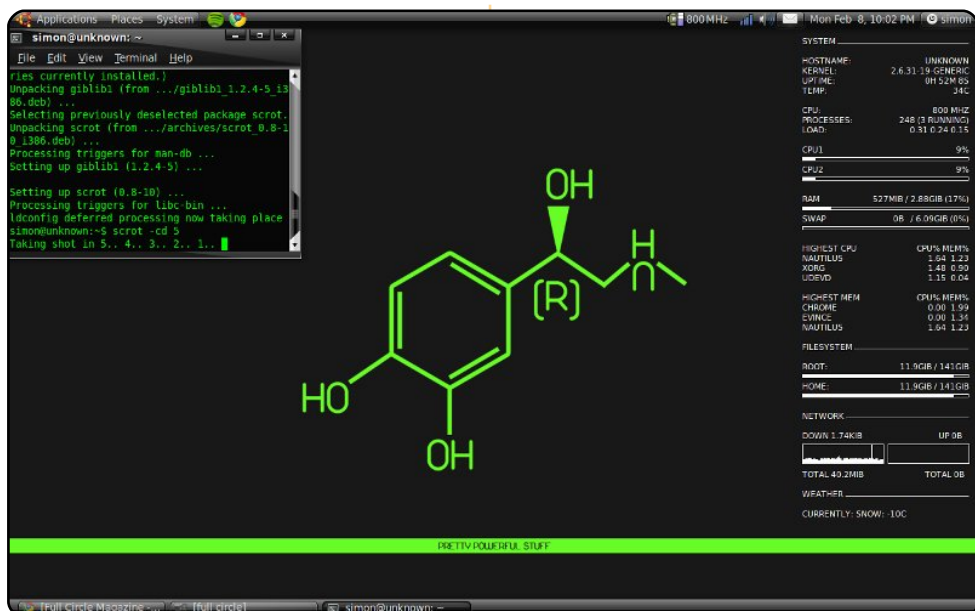 Applications Places System
800 MHz
Mon Feb 8, 10:02 PM
simon
simon@unknown: ~
File Edit View Terminal Help
ries currently installed.)
Unpacking giblib1 (from .../giblib1_1.2.4-5_i3
86.deb) ...
Selecting previously deselected package scrot.
Unpacking scrot (from .../archives/scrot_0.8-1
0_i386.deb) ...
Processing triggers for man-db ...
Setting up giblib1 (1.2.4-5) ...
Setting up scrot (0.8-10) ...
Processing triggers for libc-bin ...
ldconfig deferred processing now taking place
simon@unknown:~$ scrot -cd 5
Taking shot in 5.. 4.. 3.. 2.. 1..
OH
H
N
(R)
HO
OH
PRETTY POWERFUL STUFF
SYSTEM
HOSTNAME: UNKNOWN
KERNEL: 2.6.31-19-GENERIC
UPTIME: 0H 52M 8S
TEMP: 34C
CPU: 800 MHZ
PROCESSES: 248 (3 RUNNING)
LOAD: 0.31 0.24 0.15
CPU1 9%
CPU2 9%
RAM 527MIB / 2.88GIB (17%)
SWAP 0B / 6.09GIB (0%)
HIGHEST CPU CPU% MEM%
NAUTILUS 1.64 1.23
XORG 1.48 0.90
UDEVD 1.15 0.04
HIGHEST MEM CPU% MEM%
CHROME 0.00 1.99
EVINCE 0.00 1.34
NAUTILUS 1.64 1.23
FILESYSTEM
ROOT: 11.9GIB / 141GIB
HOME: 11.9GIB / 141GIB
NETWORK
DOWN 1.74KIB UP 0B
TOTAL 40.2MIB TOTAL 0B
WEATHER
CURRENTLY: SNOW: -10C
[Full Circle Magazine -...
[full circle]
simon@unknown: ~